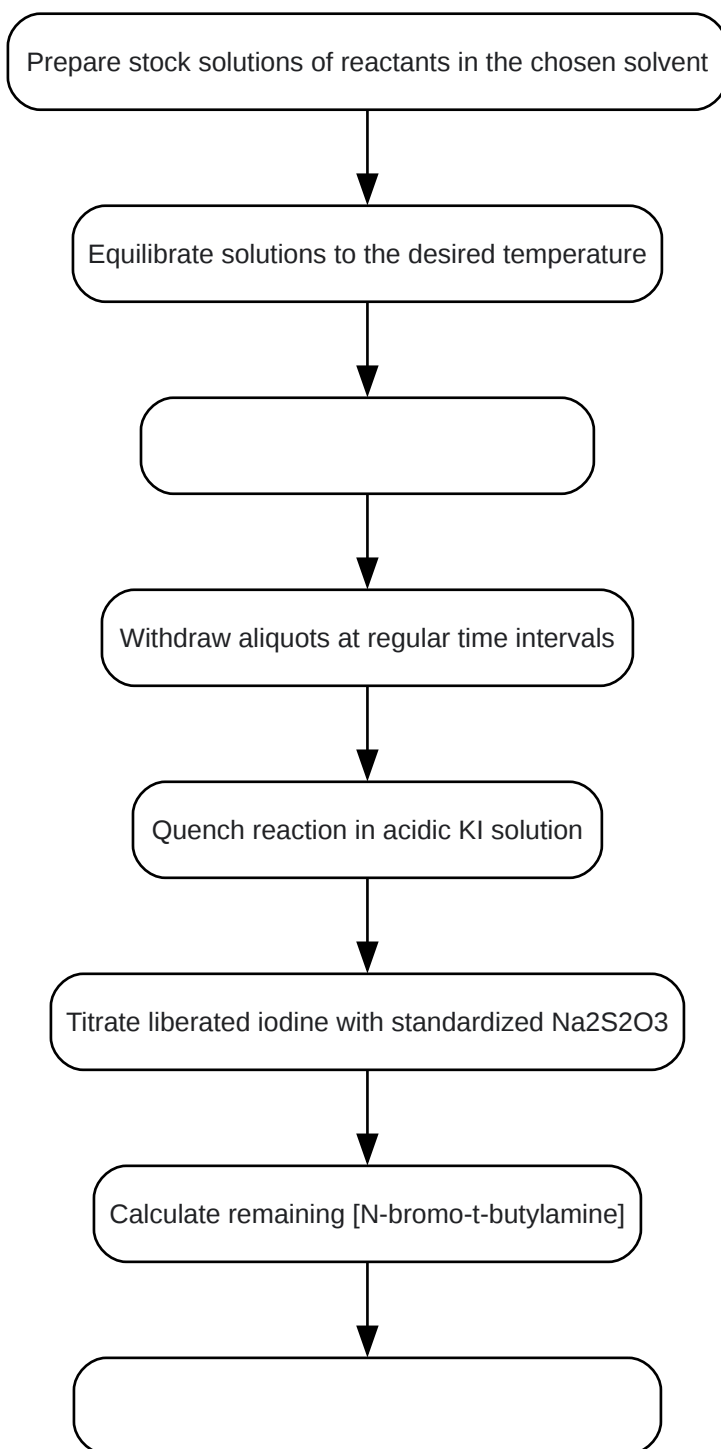 Prepare stock solutions of reactants in the chosen solvent
Equilibrate solutions to the desired temperature
Withdraw aliquots at regular time intervals
Quench reaction in acidic KI solution
Titrate liberated iodine with standardized Na2S2O3
Calculate remaining [N-bromo-t-butylamine]